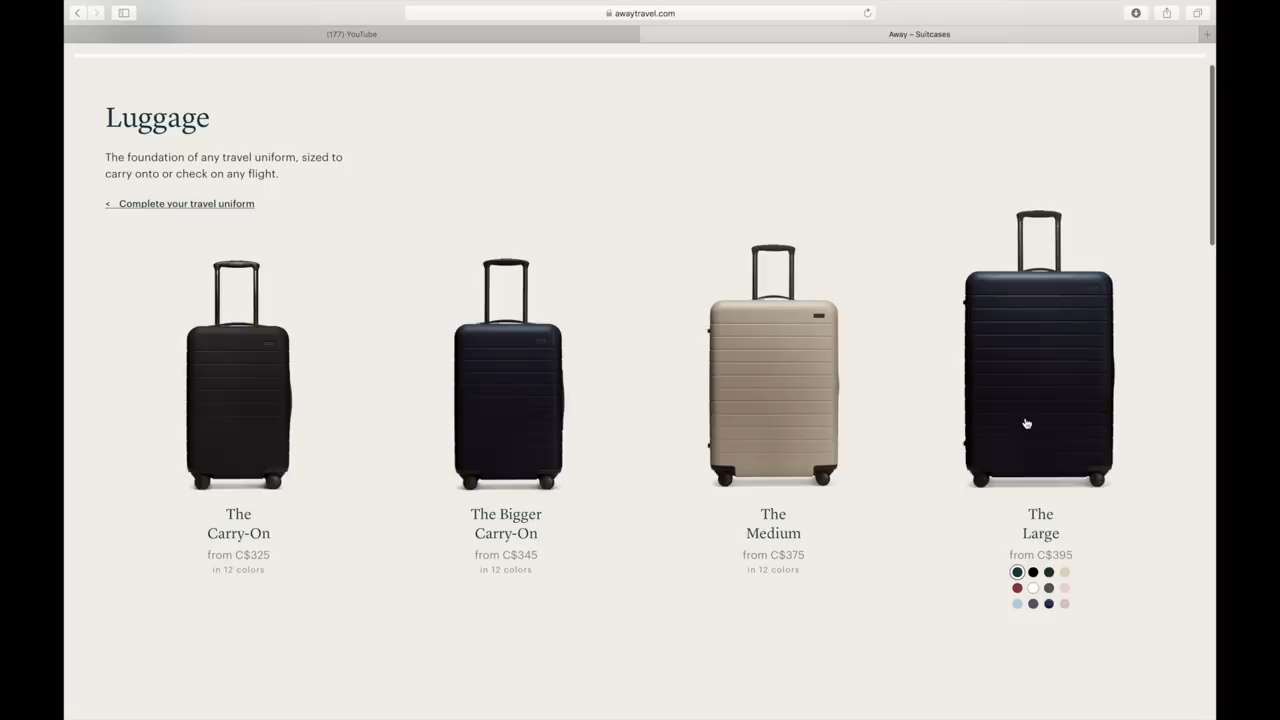 awaytravel.com
(177) YouTube
Away – Suitcases
Luggage
The foundation of any travel uniform, sized to
carry onto or check on any flight.
< Complete your travel uniform
The
Carry-On
from C$325
in 12 colors
The Bigger
Carry-On
from C$345
in 12 colors
The
Medium
from C$375
in 12 colors
The
Large
from C$395